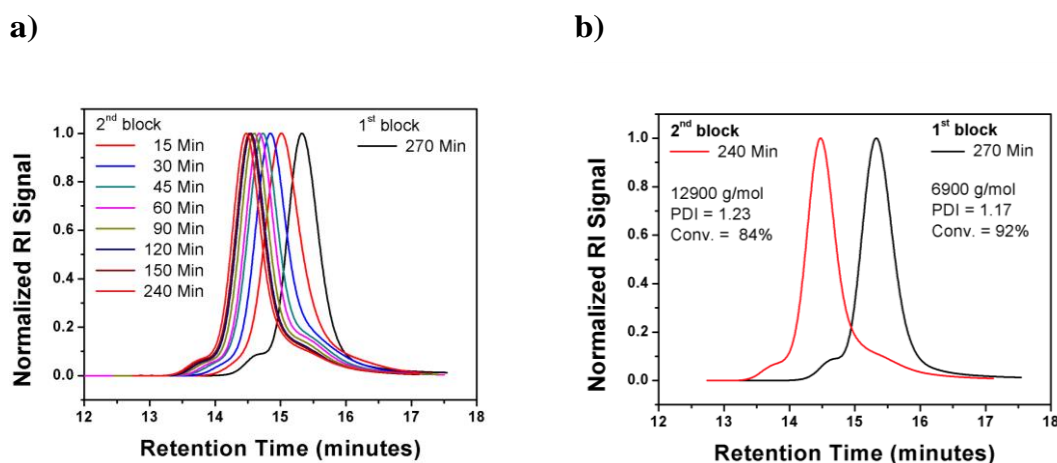 a)
Normalized RI Signal
1.0
0.8
0.6
0.4
0.2
0.0
2nd block
15 Min
30 Min
45 Min
60 Min
90 Min
120 Min
150 Min
240 Min
1st block
270 Min
12 13 14 15 16 17 18
Retention Time (minutes)
b)
Normalized RI Signal
1.0
0.8
0.6
0.4
0.2
0.0
2nd block
240 Min
12900 g/mol
PDI = 1.23
Conv. = 84%
1st block
270 Min
6900 g/mol
PDI = 1.17
Conv. = 92%
12 13 14 15 16 17 18
Retention Time (minutes)